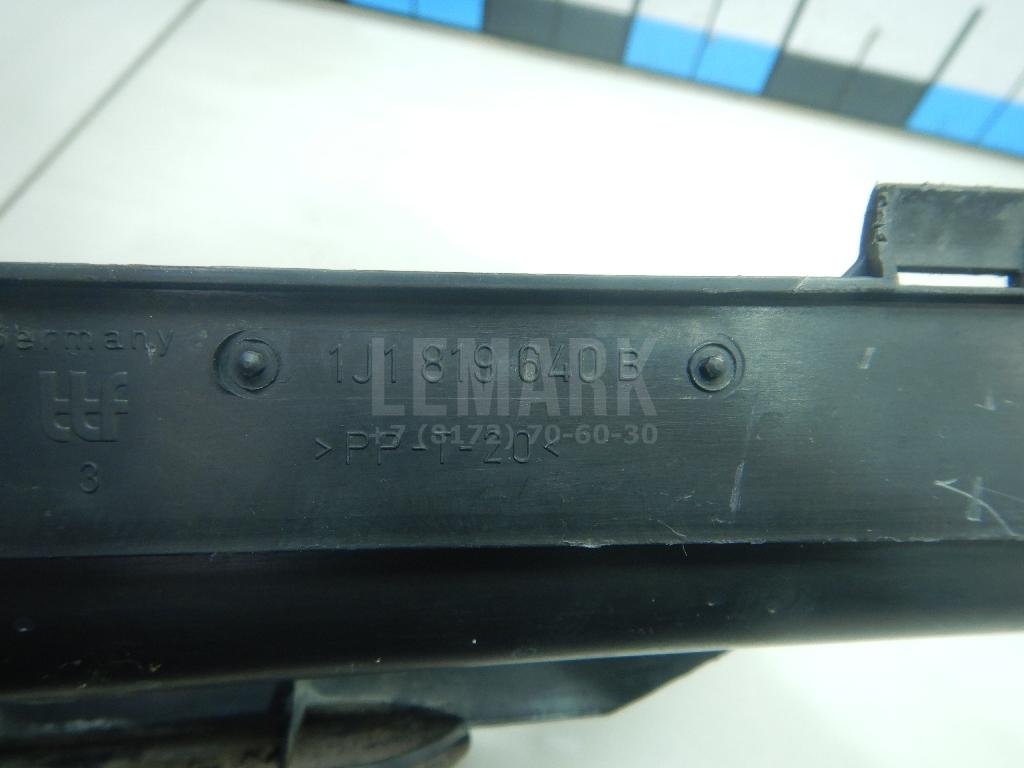 Germany
1J1 819 640 B
LEMARK
+7 (8172) 70-60-30
>PP-T-20<
3